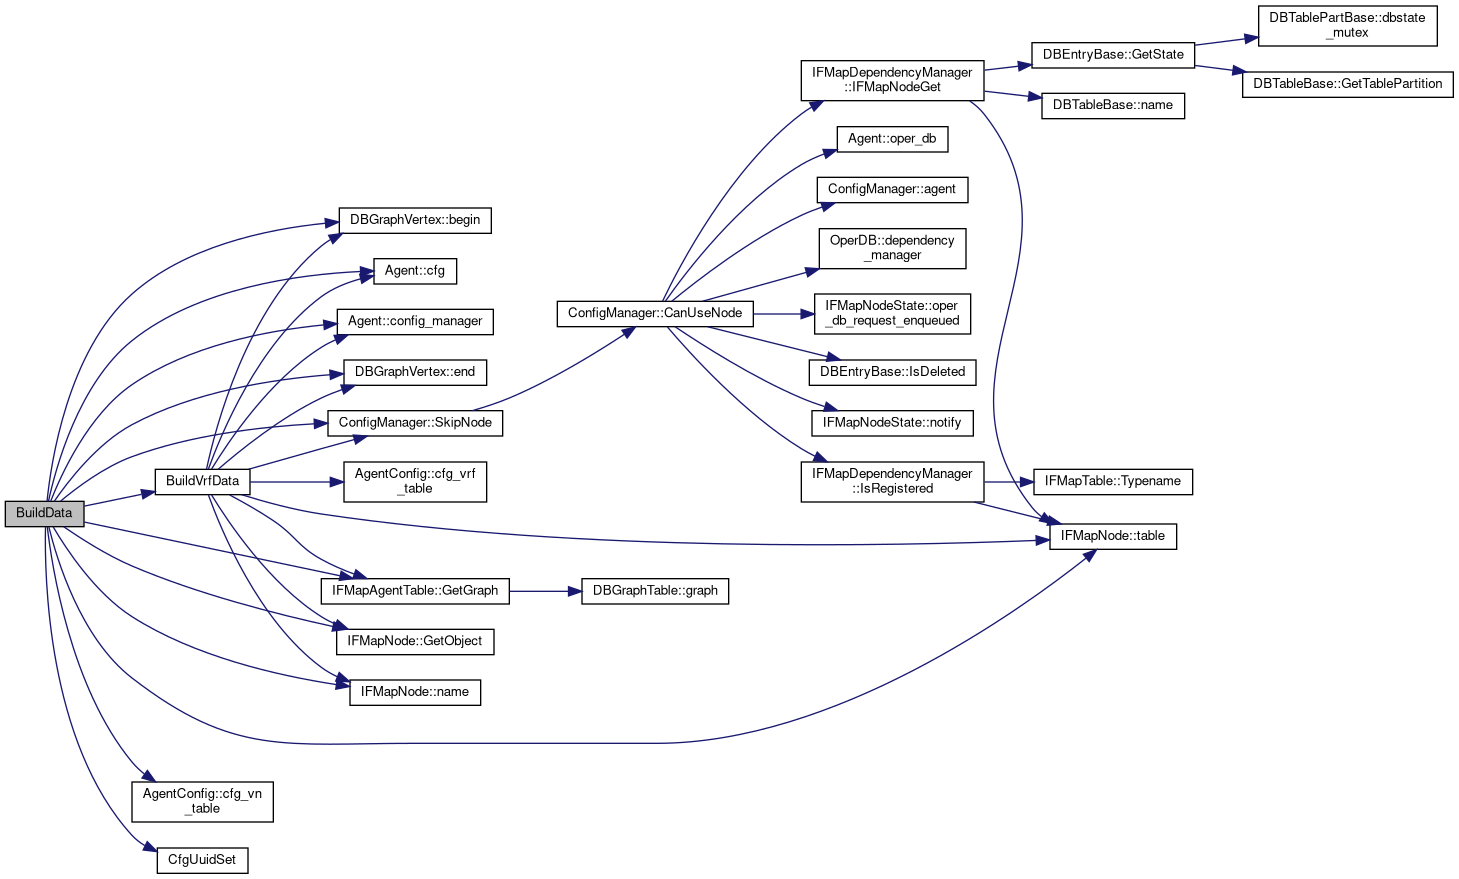 DBTablePartBase::dbstate
_mutex
DBEntryBase::GetState
IFMapDependencyManager
::IFMapNodeGet
DBTableBase::GetTablePartition
DBTableBase::name
Agent::oper_db
ConfigManager::agent
DBGraphVertex::begin
OperDB::dependency
_manager
Agent::cfg
IFMapNodeState::oper
_db_request_enqueued
ConfigManager::CanUseNode
Agent::config_manager
DBGraphVertex::end
DBEntryBase::IsDeleted
ConfigManager::SkipNode
IFMapNodeState::notify
BuildVrfData
AgentConfig::cfg_vrf
_table
IFMapDependencyManager
::IsRegistered
IFMapTable::Typename
BuildData
IFMapNode::table
IFMapAgentTable::GetGraph
DBGraphTable::graph
IFMapNode::GetObject
IFMapNode::name
AgentConfig::cfg_vn
_table
CfgUuidSet